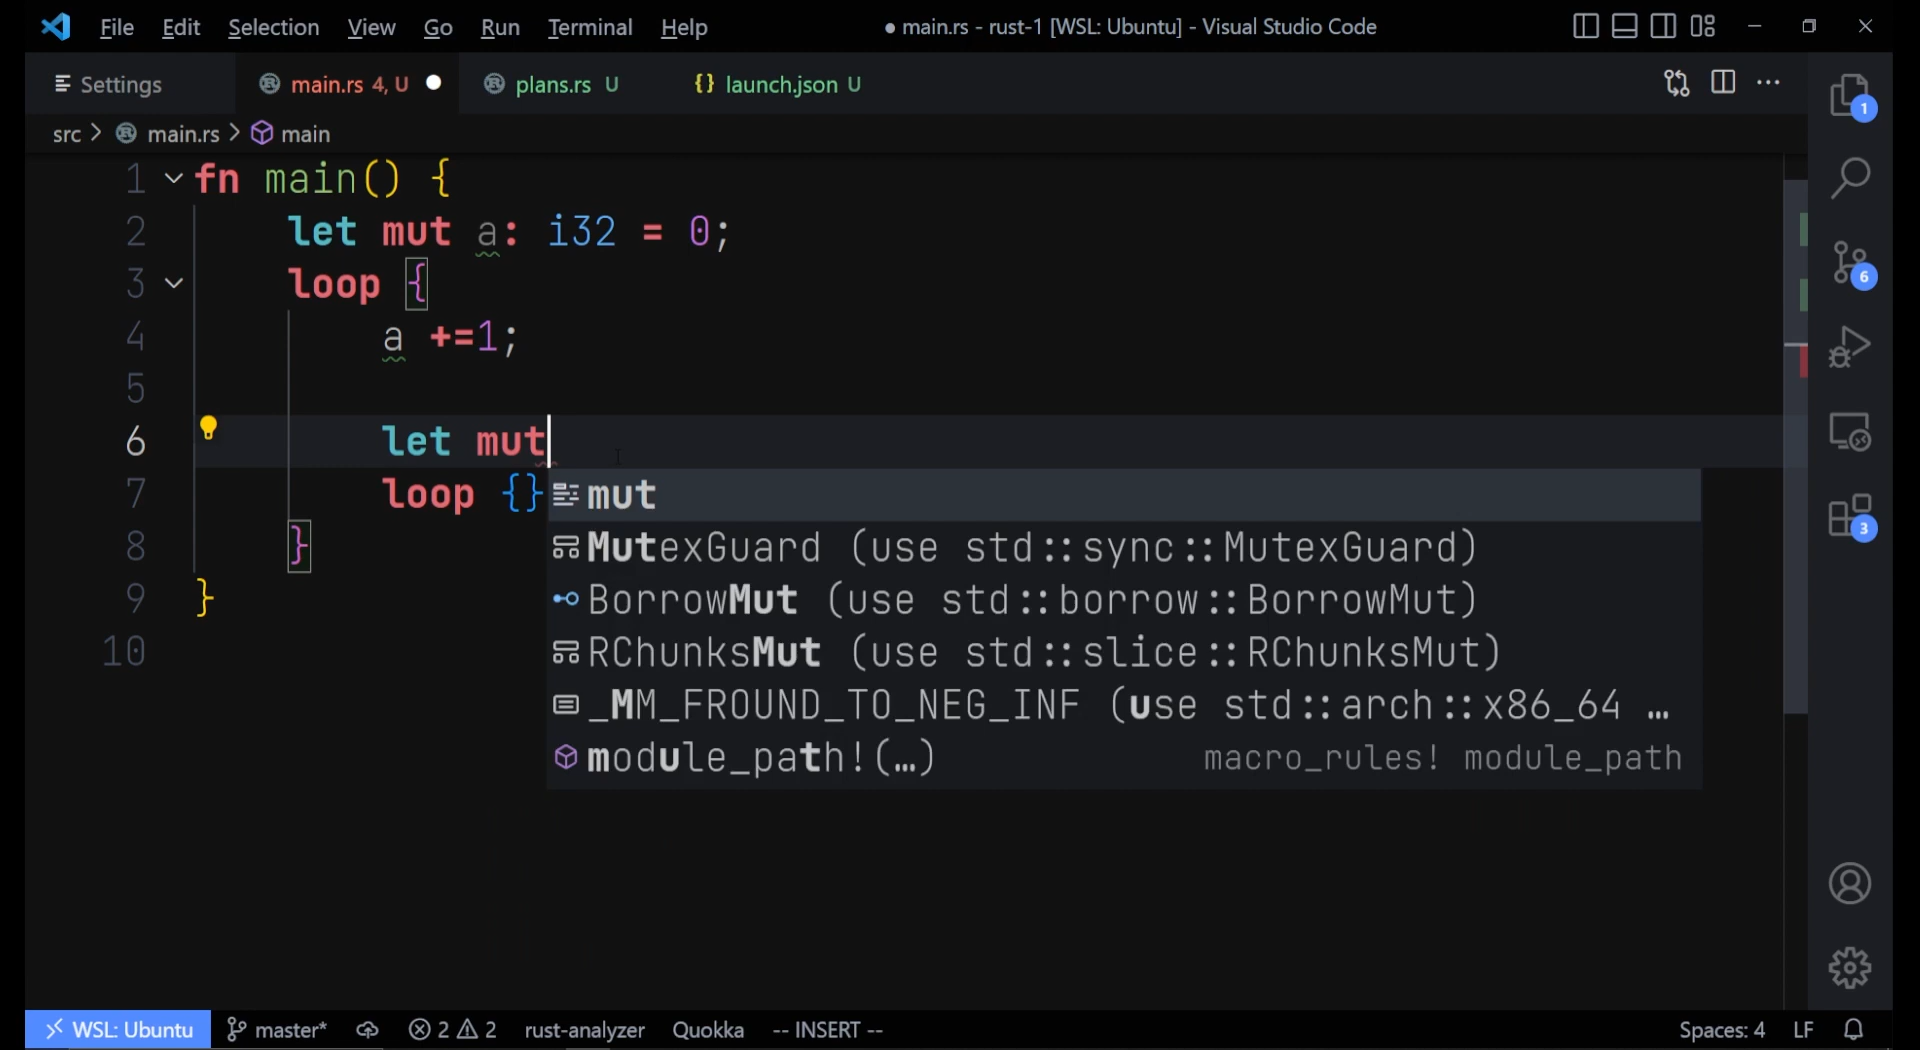 File Edit Selection View Go Run Terminal Help ● main.rs - rust-1 [WSL: Ubuntu] - Visual Studio Code
Settings main.rs 4, U plans.rs U {} launch.json U
src > main.rs > main
1 fn main() {
2 let mut a: i32 = 0;
3 loop {
4 a +=1;
5
6 let mut
7 loop {}
8 }
9 }
10
mut
MutexGuard (use std::sync::MutexGuard)
BorrowMut (use std::borrow::BorrowMut)
RChunksMut (use std::slice::RChunksMut)
_MM_FROUND_TO_NEG_INF (use std::arch::x86_64 …
module_path!(…) macro_rules! module_path
1
6
3
WSL: Ubuntu master* 2 2 rust-analyzer Quokka -- INSERT -- Spaces: 4 LF